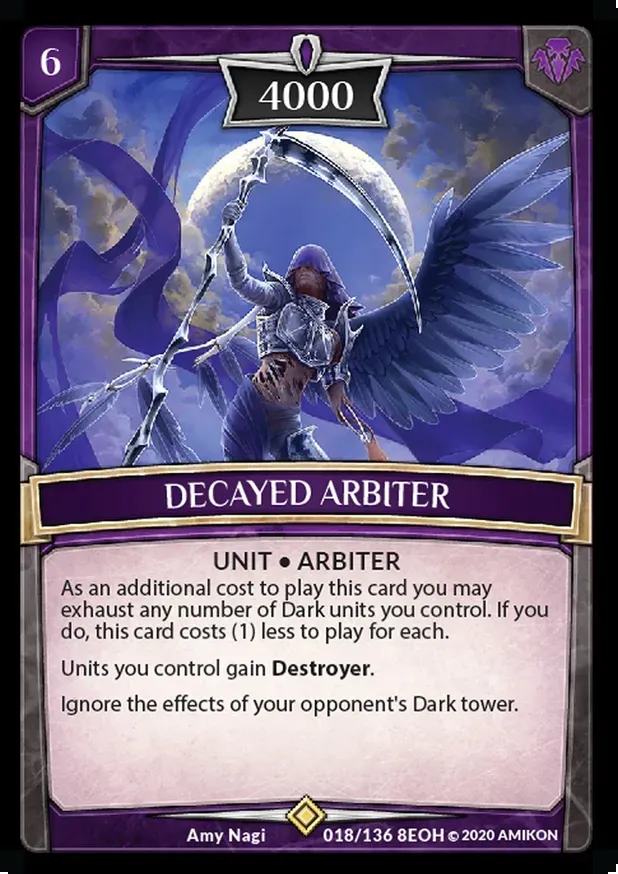 6
4000
DECAYED ARBITER
UNIT • ARBITER
As an additional cost to play this card you may
exhaust any number of Dark units you control. If you
do, this card costs (1) less to play for each.
Units you control gain Destroyer.
Ignore the effects of your opponent's Dark tower.
Amy Nagi 018/136 8EOH © 2020 AMIKON